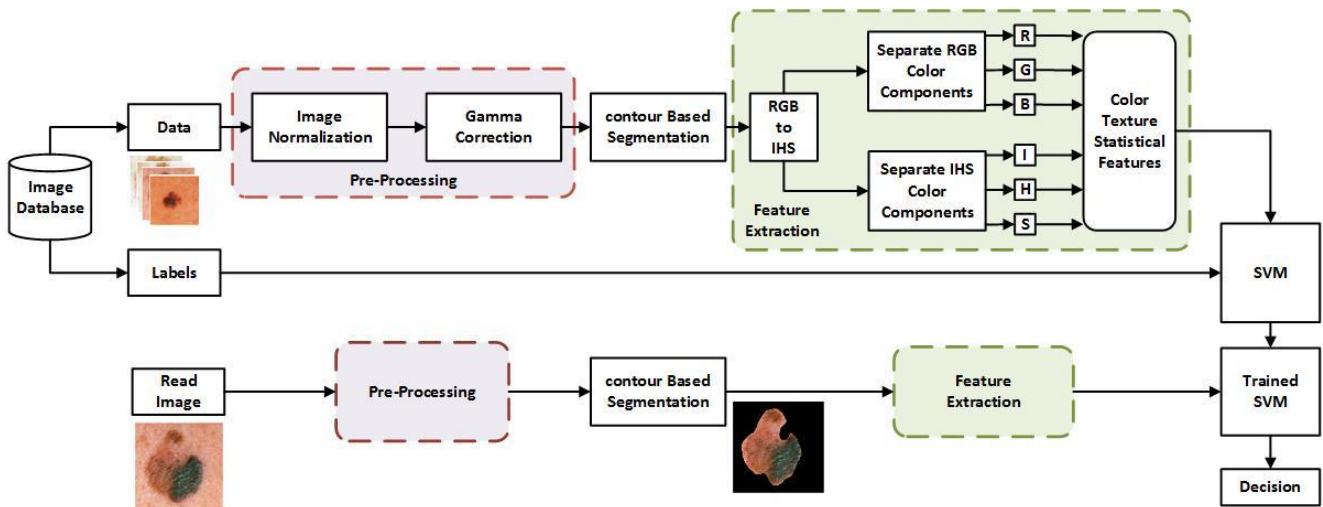 Image
Database
Data
Labels
Image
Normalization
Gamma
Correction
Pre-Processing
contour Based
Segmentation
RGB
to
IHS
Feature
Extraction
Separate RGB
Color
Components
R
G
B
Separate IHS
Color
Components
I
H
S
Color
Texture
Statistical
Features
SVM
Read
Image
Pre-Processing
contour Based
Segmentation
Feature
Extraction
Trained
SVM
Decision